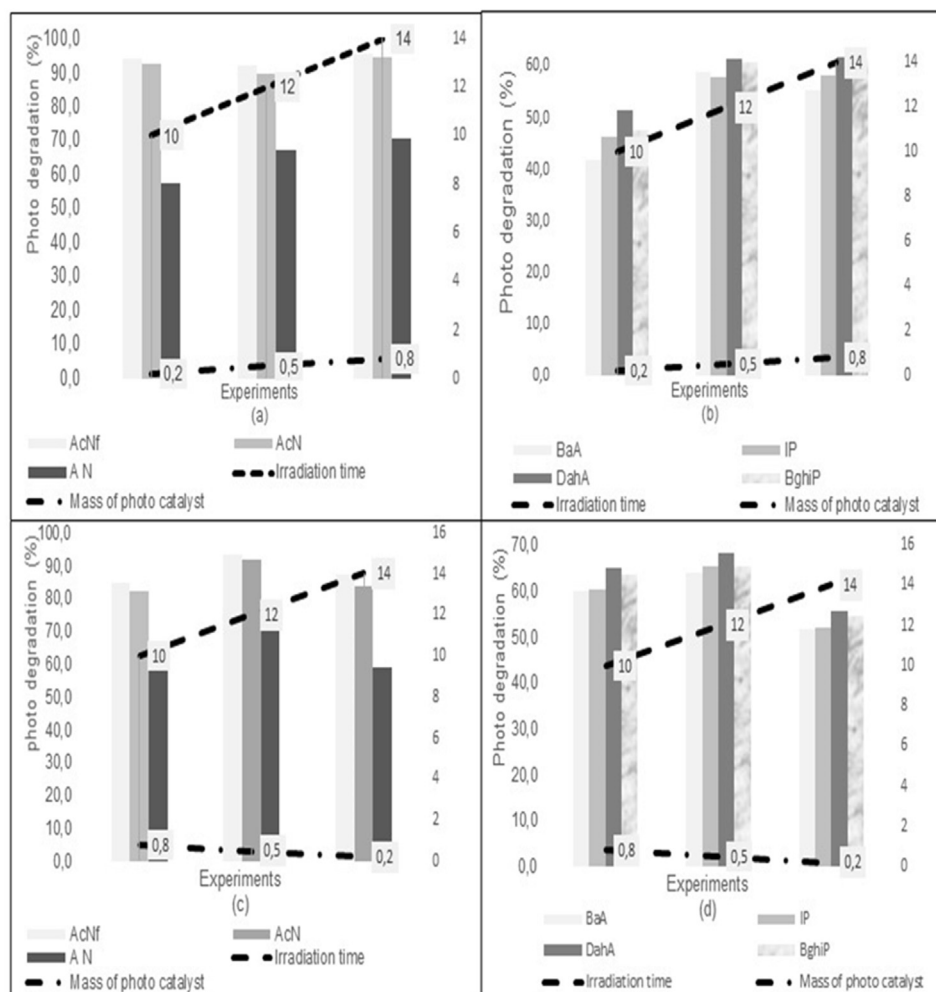 Photo degradation (%)
100,0
90,0
80,0
70,0
60,0
50,0
40,0
30,0
20,0
10,0
0,0
14
12
10
8
6
4
2
0
10
12
14
0,2
0,5
0,8
Experiments
(a)
AcNf
AcN
A N
Irradiation time
Mass of photo catalyst
Photo degradation (%)
60,0
50,0
40,0
30,0
20,0
10,0
0,0
14
12
10
8
6
4
2
0
10
12
14
0,2
0,5
0,8
Experiments
(b)
BaA
IP
DahA
BghiP
Irradiation time
Mass of photo catalyst
photo degradation (%)
100,0
90,0
80,0
70,0
60,0
50,0
40,0
30,0
20,0
10,0
0,0
16
14
12
10
8
6
4
2
0
10
12
14
0,8
0,5
0,2
Experiments
(c)
AcNf
AcN
A N
Irradiation time
Mass of photo catalyst
Photo degradation (%)
70,0
60,0
50,0
40,0
30,0
20,0
10,0
0,0
16
14
12
10
8
6
4
2
0
10
12
14
0,8
0,5
0,2
Experiments
(d)
BaA
IP
DahA
BghiP
Irradiation time
Mass of photo catalyst